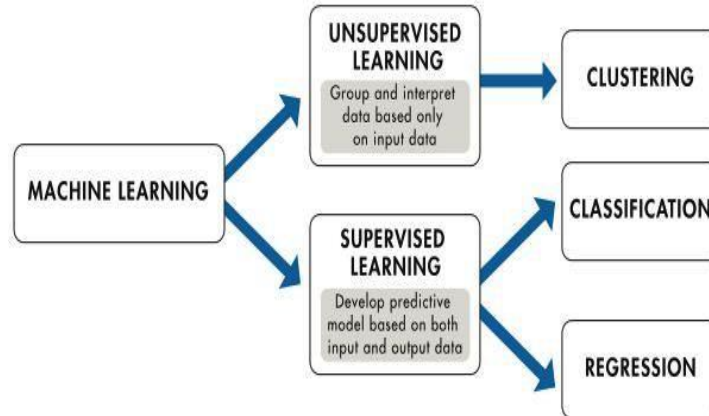 UNSUPERVISED
LEARNING
Group and interpret
data based only
on input data
CLUSTERING
MACHINE LEARNING
SUPERVISED
LEARNING
Develop predictive
model based on both
input and output data
CLASSIFICATION
REGRESSION